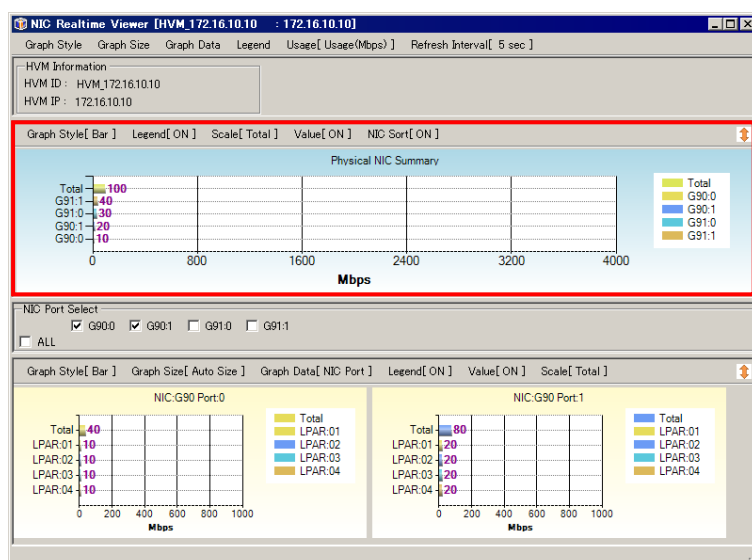 NIC Realtime Viewer [HVM_172.16.10.10 : 172.16.10.10]
Graph Style Graph Size Graph Data Legend Usage[ Usage(Mbps) ] Refresh Interval[ 5 sec ]
HVM Information
HVM ID : HVM_172.16.10.10
HVM IP : 172.16.10.10
Graph Style[ Bar ] Legend[ ON ] Scale[ Total ] Value[ ON ] NIC Sort[ ON ]
Physical NIC Summary
Total 100
G91:1 40
G91:0 30
G90:1 20
G90:0 10
0 800 1600 2400 3200 4000
Mbps
Total
G90:0
G90:1
G91:0
G91:1
NIC Port Select
G90:0 G90:1 G91:0 G91:1
ALL
Graph Style[ Bar ] Graph Size[ Auto Size ] Graph Data[ NIC Port ] Legend[ ON ] Value[ ON ] Scale[ Total ]
NIC:G90 Port:0
Total 40
LPAR:01 10
LPAR:02 10
LPAR:03 10
LPAR:04 10
0 200 400 600 800 1000
Mbps
Total
LPAR:01
LPAR:02
LPAR:03
LPAR:04
NIC:G90 Port:1
Total 80
LPAR:01 20
LPAR:02 20
LPAR:03 20
LPAR:04 20
0 200 400 600 800 1000
Mbps
Total
LPAR:01
LPAR:02
LPAR:03
LPAR:04